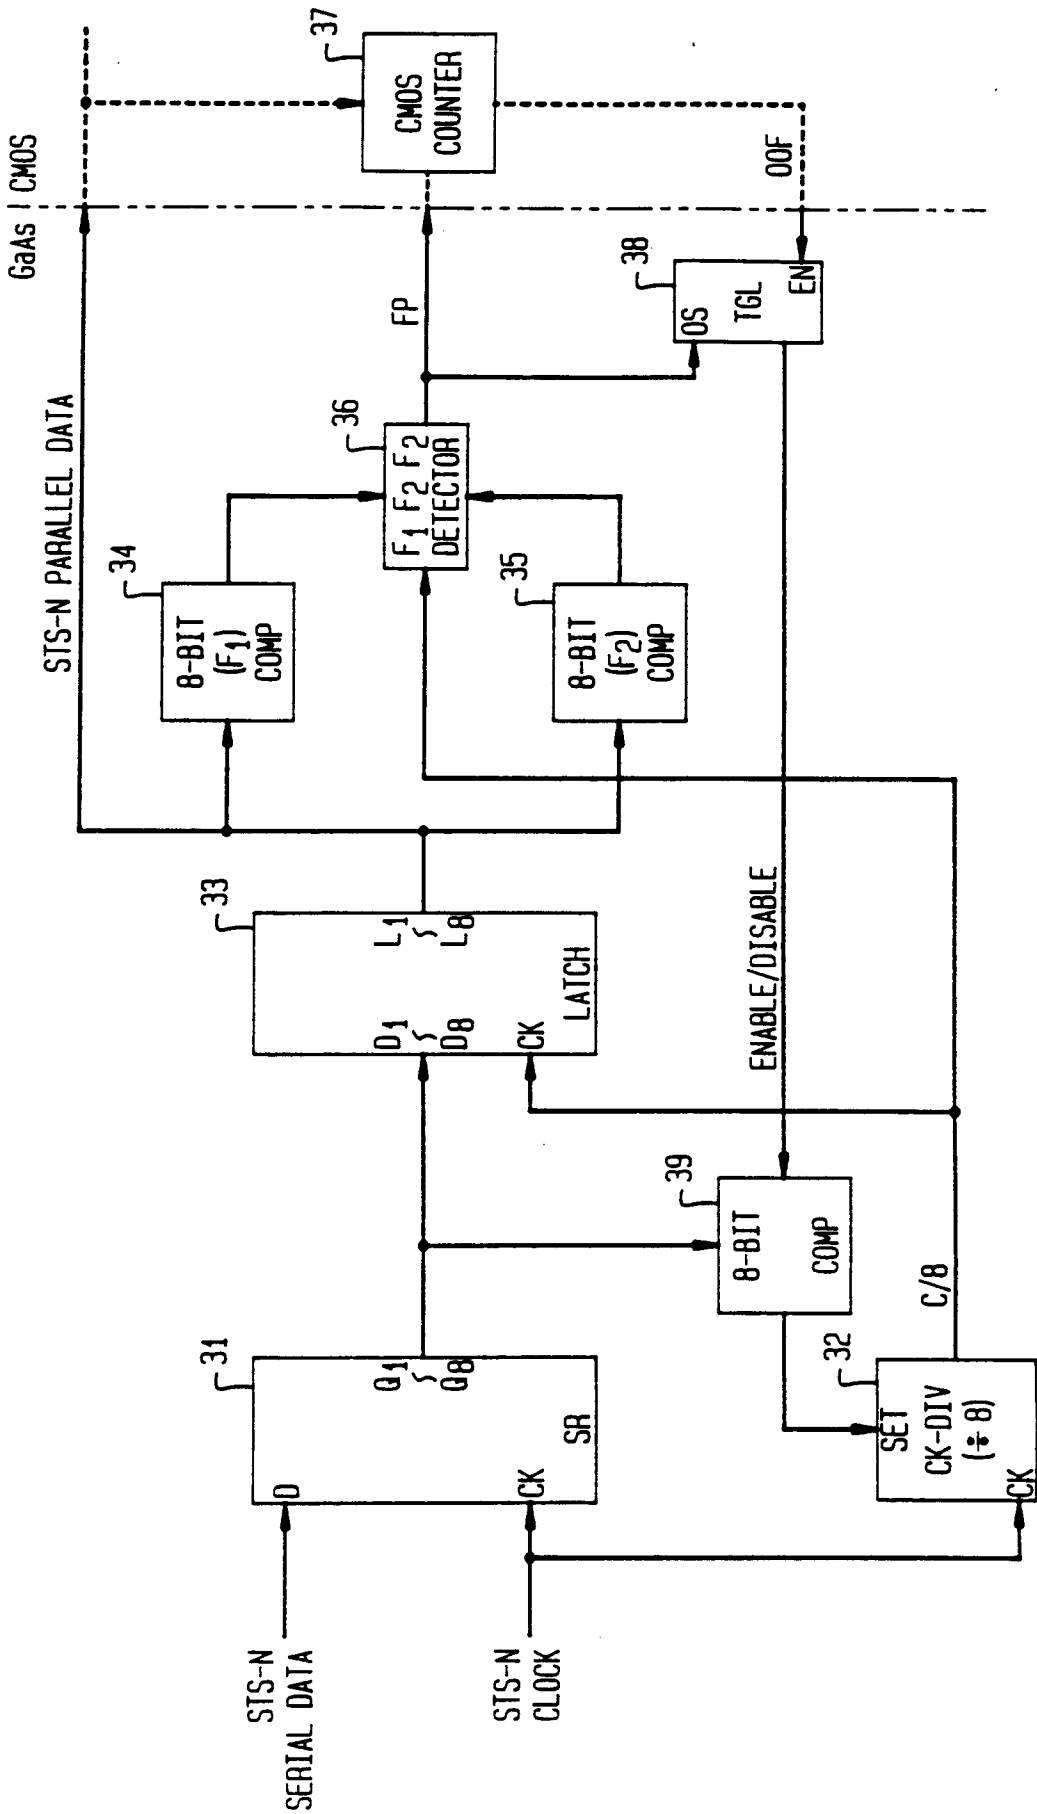 GaAs
CMOS
STS-N PARALLEL DATA
37
CMOS
COUNTER
34
8-BIT
(F1)
COMP
36
F1 F2 F2
DETECTOR
FP
35
8-BIT
(F2)
COMP
38
OS
TGL
EN
OOF
33
D1
D8
L1
L8
CK
LATCH
ENABLE/DISABLE
31
D
Q1
Q8
CK
SR
39
8-BIT
COMP
32
SET
CK-DIV
(÷8)
CK
C/8
STS-N
SERIAL DATA
STS-N
CLOCK